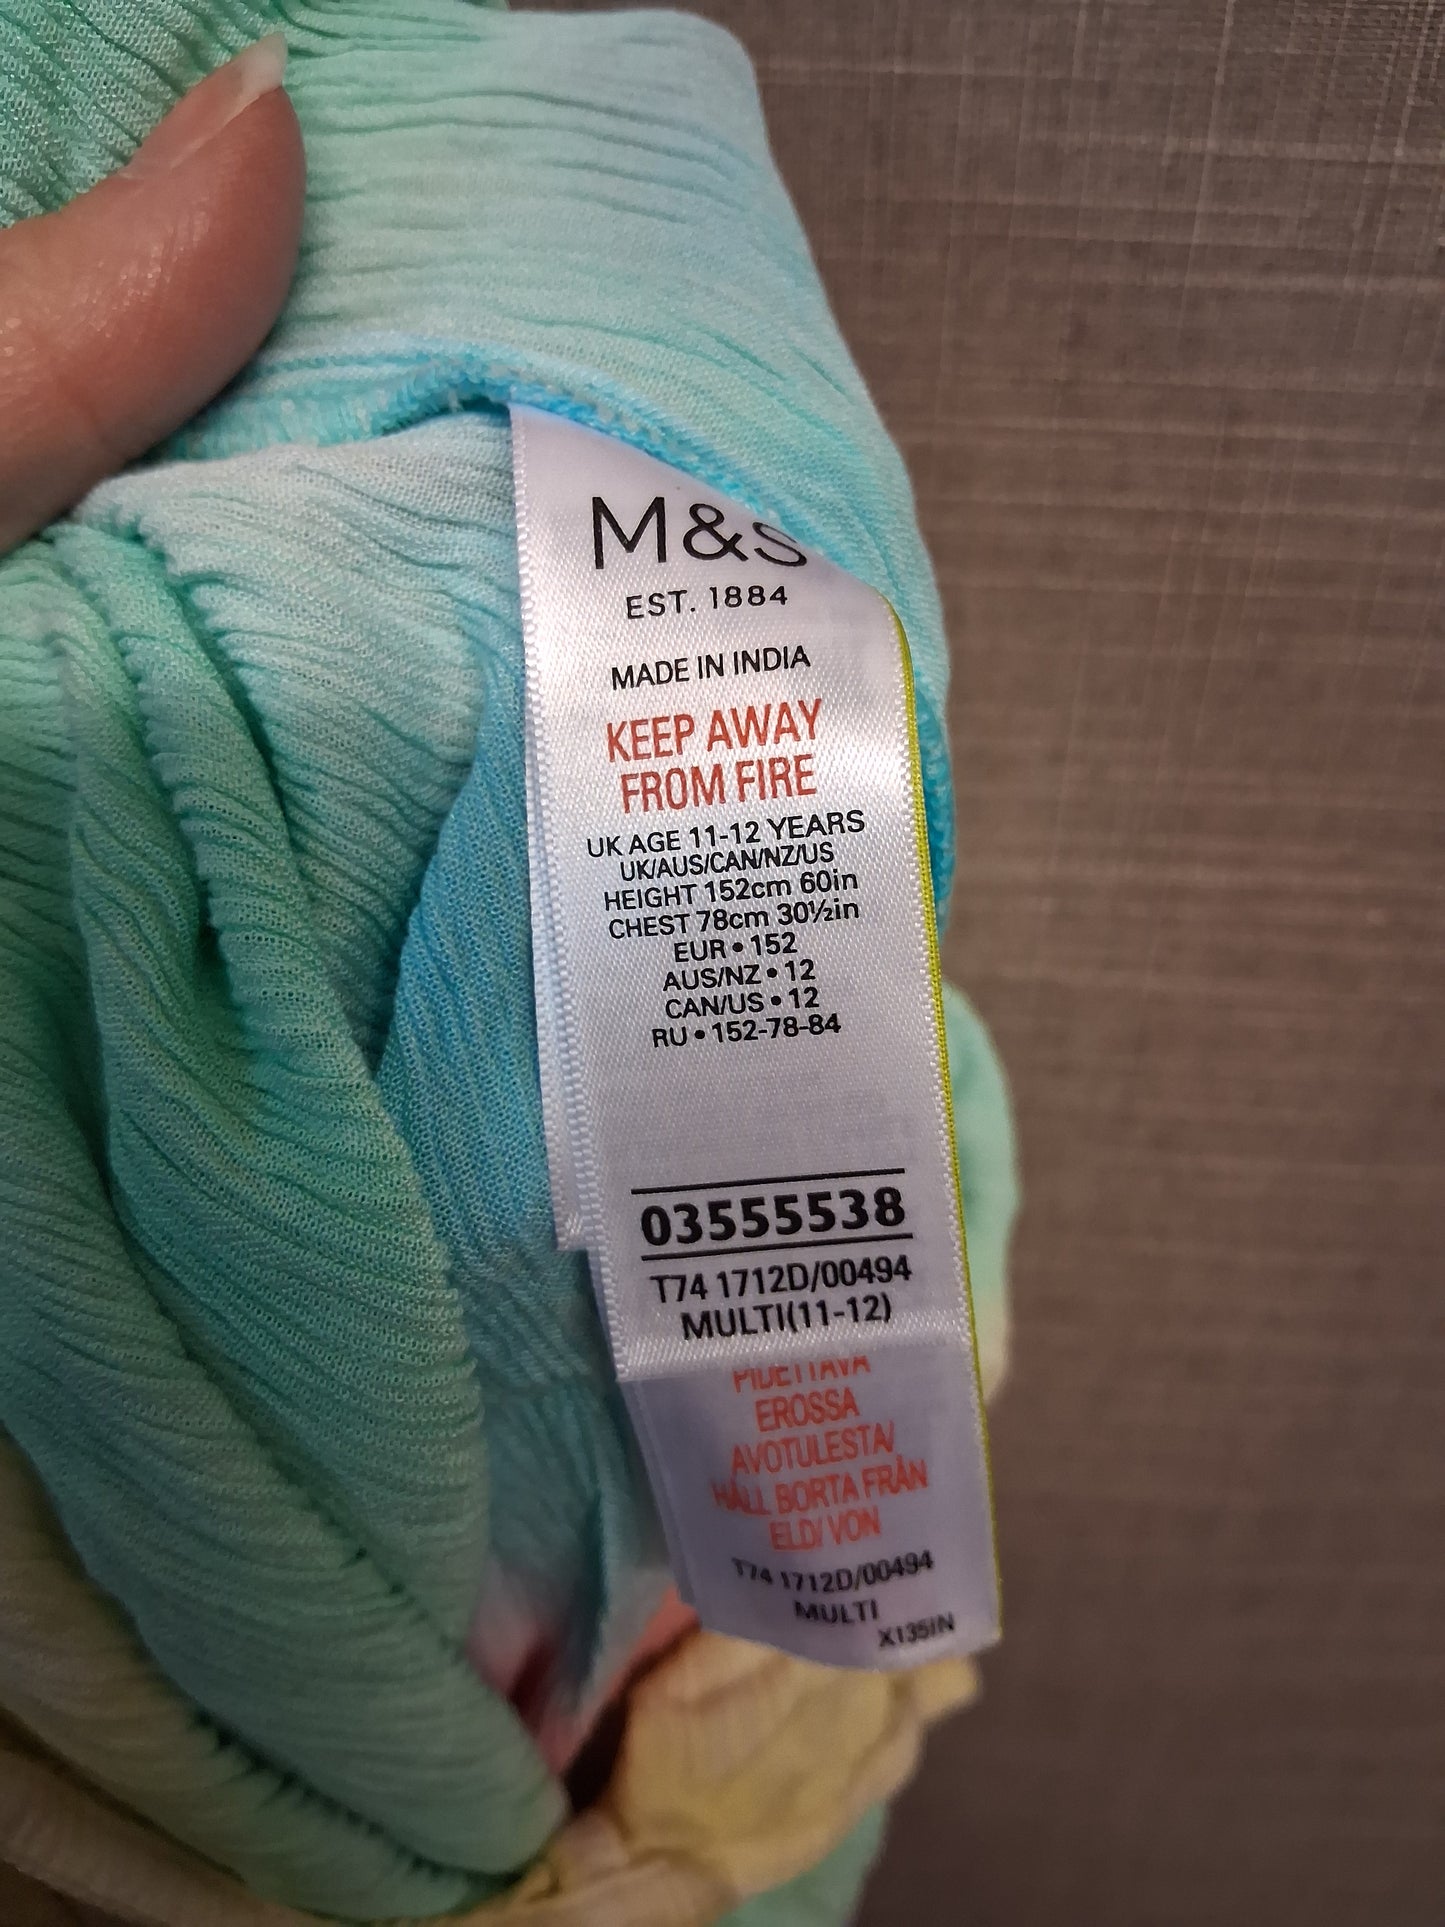 M&S
EST. 1884
MADE IN INDIA
KEEP AWAY
FROM FIRE
UK AGE 11-12 YEARS
UK/AUS/CAN/NZ/US
HEIGHT 152cm 60in
CHEST 78cm 30½in
EUR • 152
AUS/NZ • 12
CAN/US • 12
RU • 152-78-84
03555538
T74 1712D/00494
MULTI(11-12)
PIDETTÄVÄ
EROSSA
AVOTULESTA/
HÅLL BORTA FRÅN
ELD/ VON
T74 1712D/00494
MULTI
X135IN